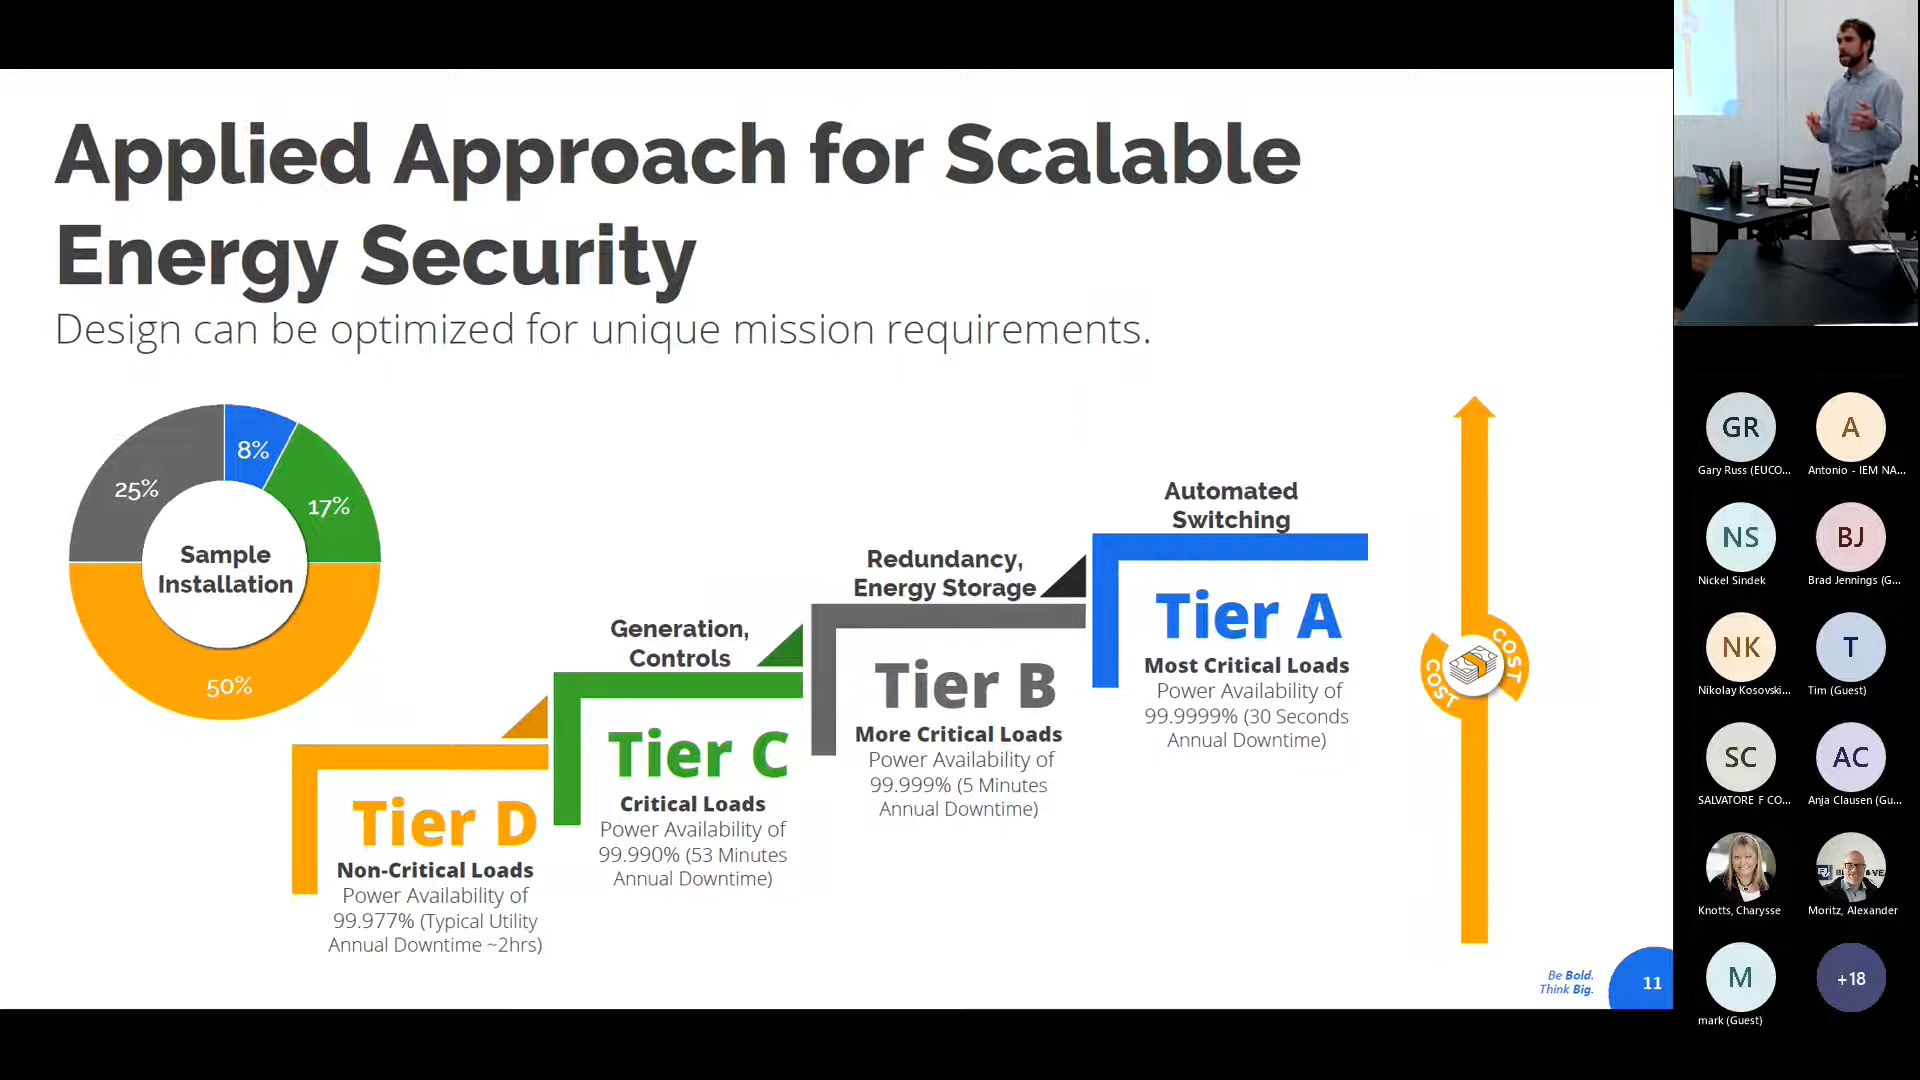 Applied Approach for Scalable
Energy Security
Design can be optimized for unique mission requirements.
8%
17%
25%
50%
Sample
Installation
Tier D
Non-Critical Loads
Power Availability of
99.977% (Typical Utility
Annual Downtime ~2hrs)
Generation,
Controls
Tier C
Critical Loads
Power Availability of
99.990% (53 Minutes
Annual Downtime)
Redundancy,
Energy Storage
Tier B
More Critical Loads
Power Availability of
99.999% (5 Minutes
Annual Downtime)
Automated
Switching
Tier A
Most Critical Loads
Power Availability of
99.9999% (30 Seconds
Annual Downtime)
COST
COST
Be Bold.
Think Big.
11
GR
Gary Russ (EUCO...
A
Antonio - IEM NA...
NS
Nickel Sindek
BJ
Brad Jennings (G...
NK
Nikolay Kosovski...
T
Tim (Guest)
SC
SALVATORE F CO...
AC
Anja Clausen (Gu...
Knotts, Charysse
Moritz, Alexander
M
mark (Guest)
+18